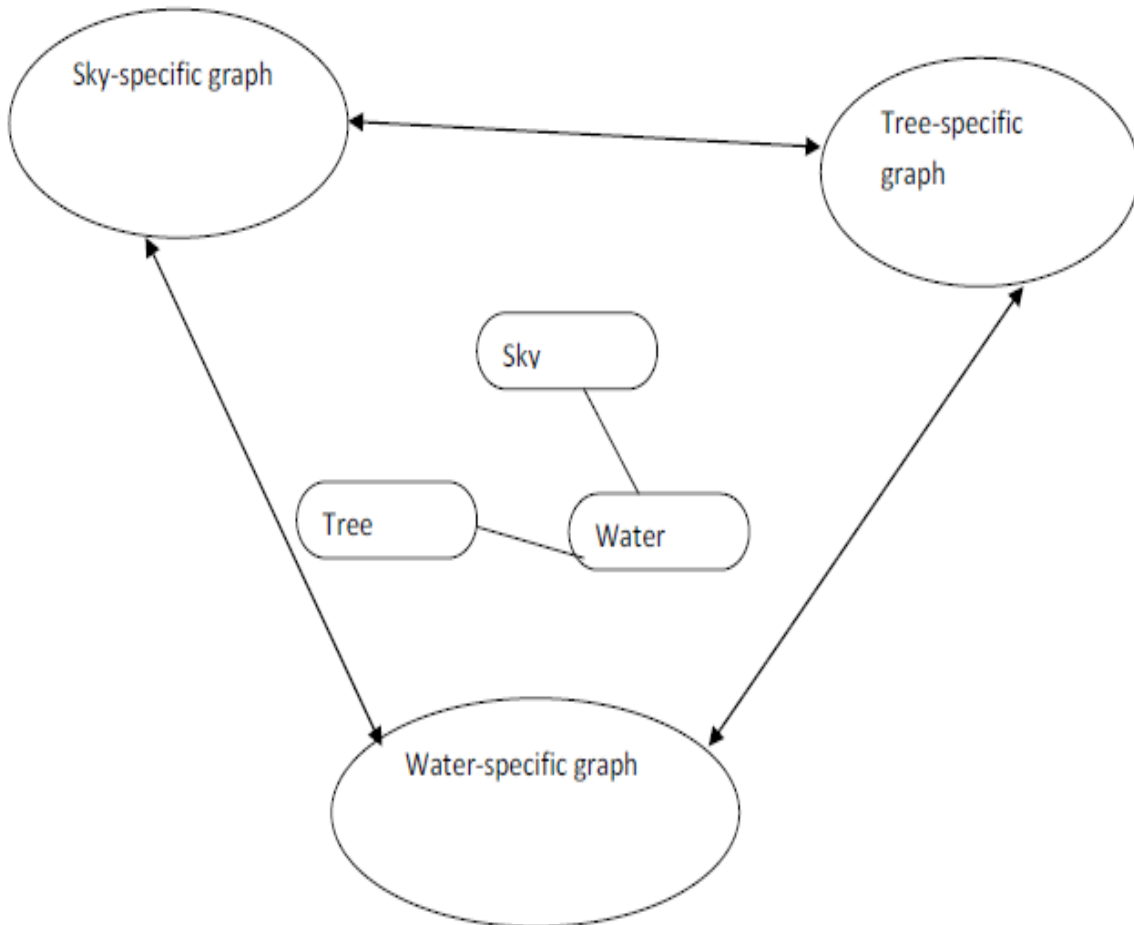 Sky-specific graph
Tree-specific
graph
Sky
Tree
Water
Water-specific graph